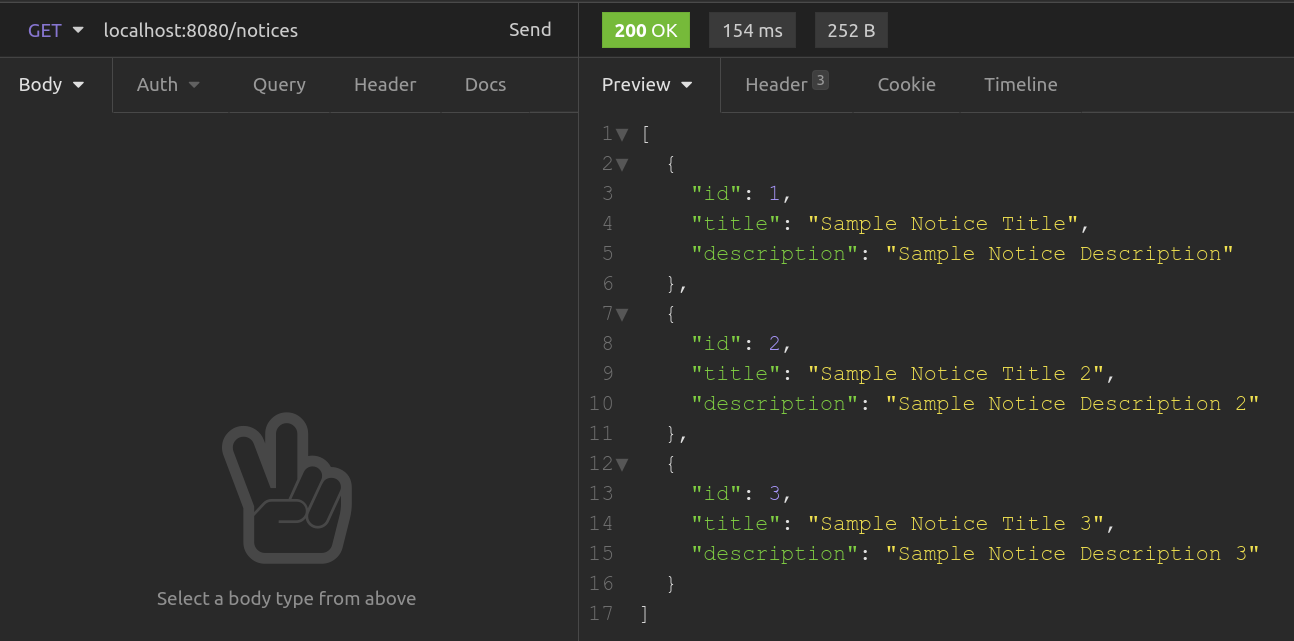 GET localhost:8080/notices Send
200 OK 154 ms 252 B
Body Auth Query Header Docs
Preview Header 3 Cookie Timeline
1 [
2 {
3 "id": 1,
4 "title": "Sample Notice Title",
5 "description": "Sample Notice Description"
6 },
7 {
8 "id": 2,
9 "title": "Sample Notice Title 2",
10 "description": "Sample Notice Description 2"
11 },
12 {
13 "id": 3,
14 "title": "Sample Notice Title 3",
15 "description": "Sample Notice Description 3"
16 }
17 ]
Select a body type from above